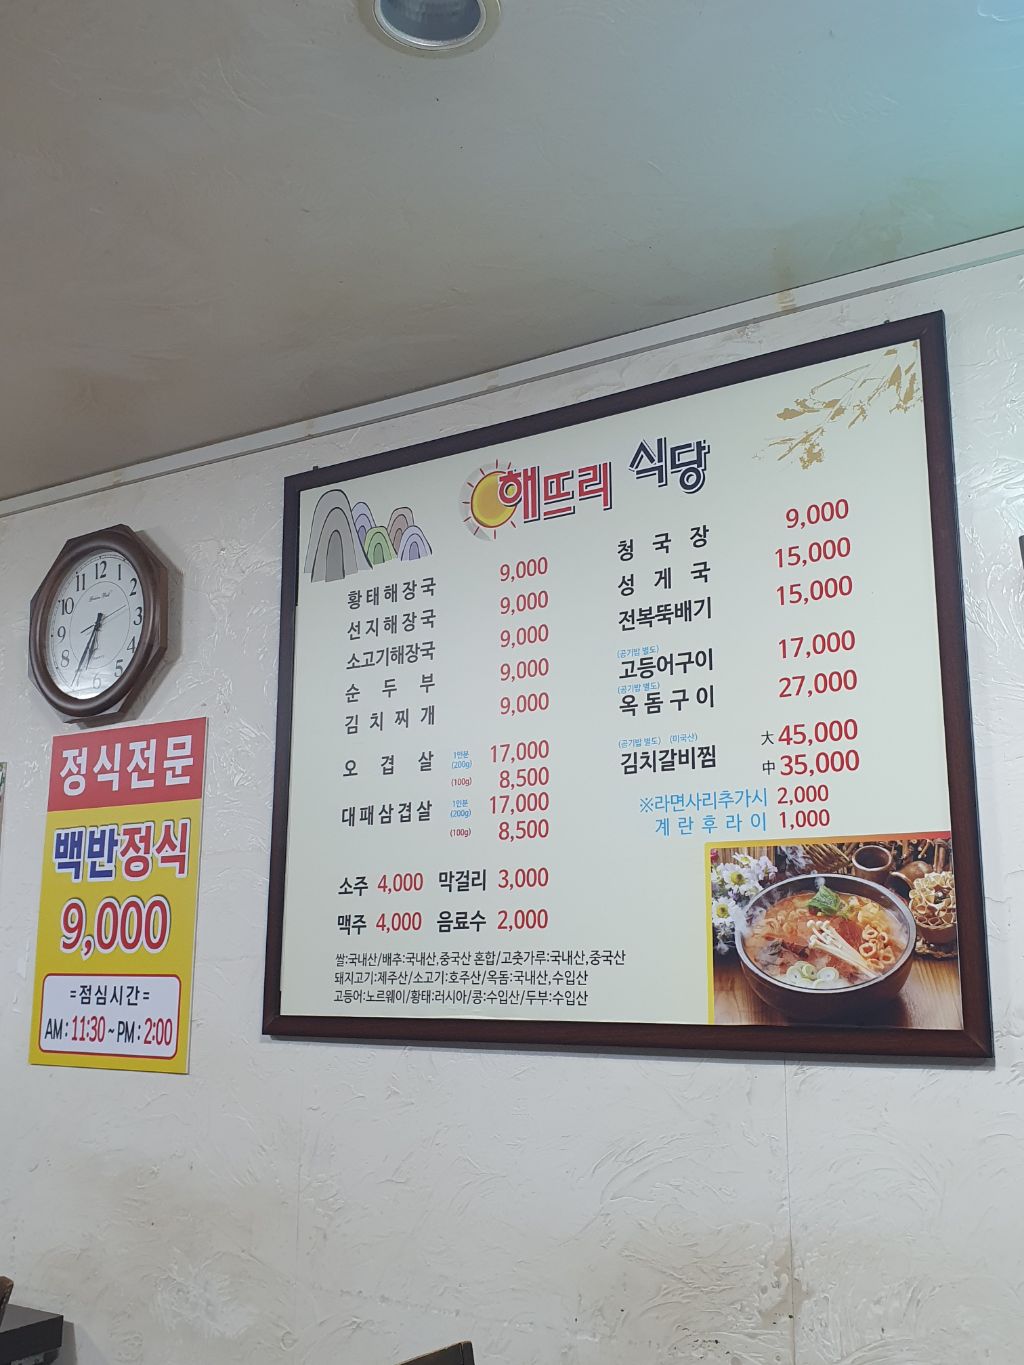 해뜨리 식당
황태해장국 9,000
선지해장국 9,000
소고기해장국 9,000
순두부 9,000
김치찌개 9,000
오겹살 1인분 (200g) 17,000
(100g) 8,500
대패삼겹살 1인분 (200g) 17,000
(100g) 8,500
소주 4,000 막걸리 3,000
맥주 4,000 음료수 2,000
청국장 9,000
성게국 15,000
전복뚝배기 15,000
(공기밥 별도)
고등어구이 17,000
(공기밥 별도)
옥돔구이 27,000
(공기밥 별도) (미국산)
김치갈비찜 大 45,000
中 35,000
※라면사리추가시 2,000
계란후라이 1,000
쌀:국내산/배추:국내산,중국산 혼합/고춧가루:국내산,중국산
돼지고기:제주산/소고기:호주산/옥돔:국내산,수입산
고등어:노르웨이/황태:러시아/콩:수입산/두부:수입산
정식전문
백반정식
9,000
=점심시간=
AM:11:30~PM:2:00
12
1
2
3
4
5
6
7
8
9
10
11